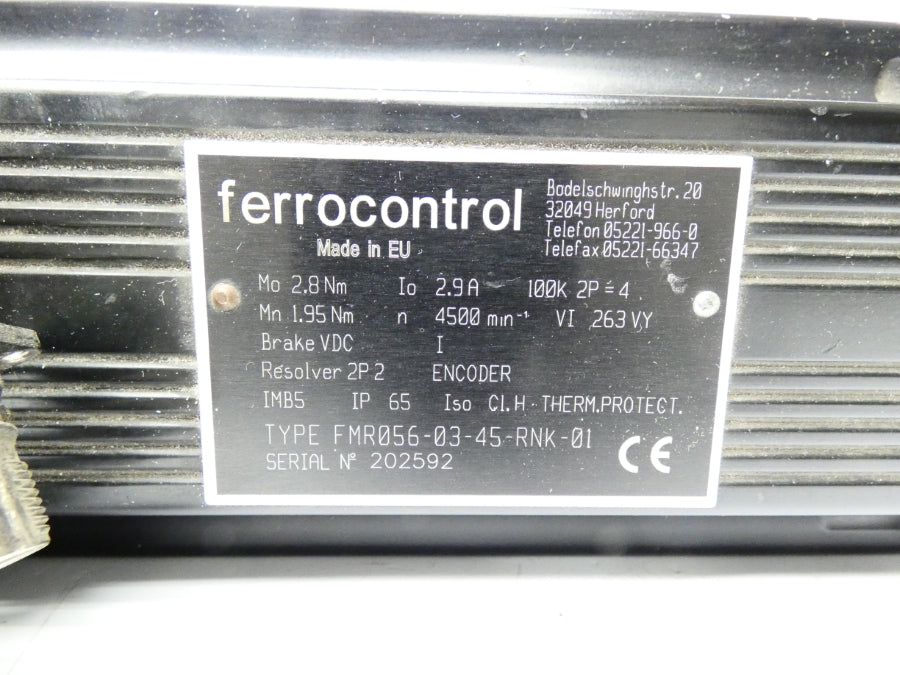 ferrocontrol
Made in EU
Bodelschwinghstr. 20
32049 Herford
Telefon 05221-966-0
Telefax 05221-66347
Mo 2.8 Nm Io 2.9 A 100K 2P = 4
Mn 1.95 Nm n 4500 min⁻¹ VI 263 VY
Brake VDC I
Resolver 2P 2 ENCODER
IMB5 IP 65 Iso Cl. H - THERM.PROTECT.
TYPE FMR056-03-45-RNK-01
SERIAL Nº 202592
CE